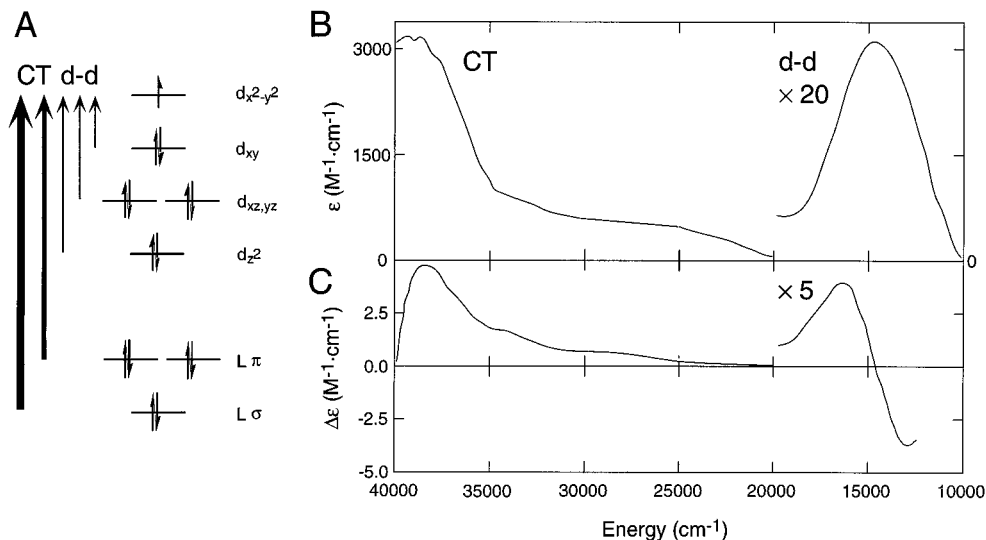 A
CT d-d
dx²-y²
dxy
dxz,yz
dz²
L π
L σ
B
CT
d-d
× 20
3000
1500
0
0
ε (M⁻¹·cm⁻¹)
C
× 5
2.5
0.0
-2.5
-5.0
Δε (M⁻¹·cm⁻¹)
40000 35000 30000 25000 20000 15000 10000
Energy (cm⁻¹)